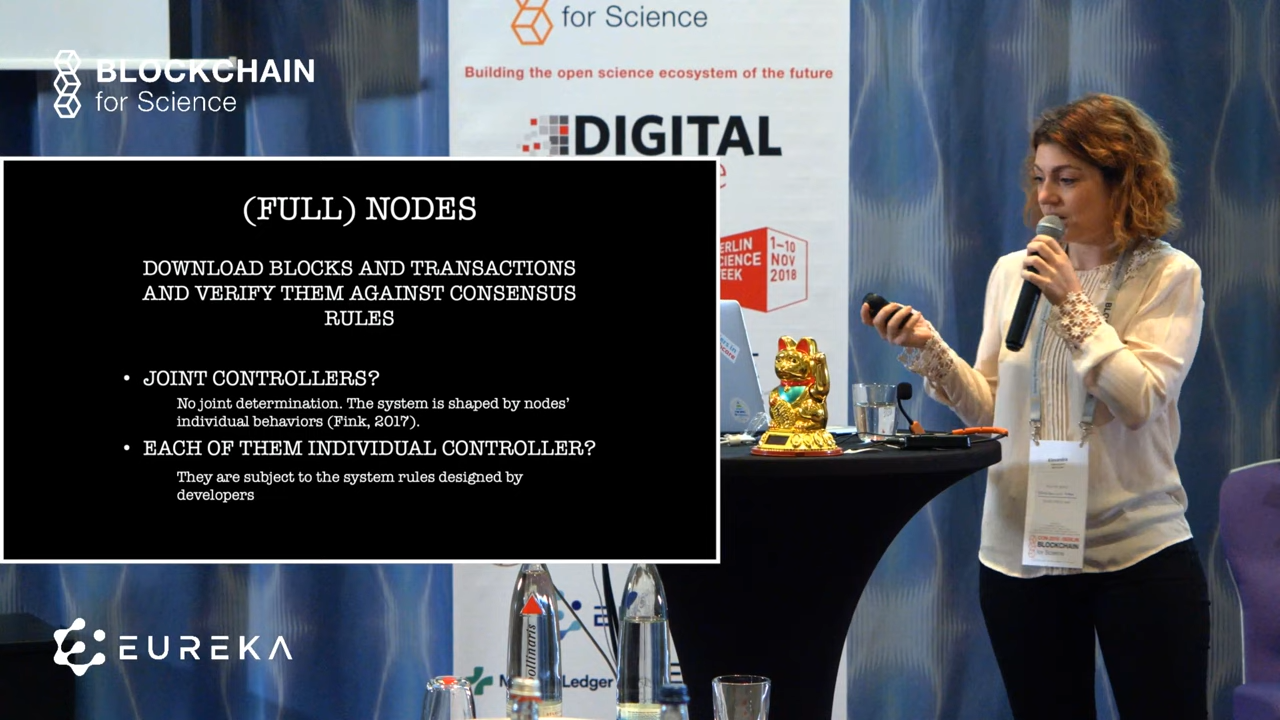 for Science
Building the open science ecosystem of the future
BLOCKCHAIN
for Science
DIGITAL
(FULL) NODES
DOWNLOAD BLOCKS AND TRANSACTIONS
AND VERIFY THEM AGAINST CONSENSUS
RULES
• JOINT CONTROLLERS?
No joint determination. The system is shaped by nodes'
individual behaviors (Fink, 2017).
• EACH OF THEM INDIVIDUAL CONTROLLER?
They are subject to the system rules designed by
developers
1–10
NOV
2018
BLOCKCHAIN
for Science
EUREKA
Ledger